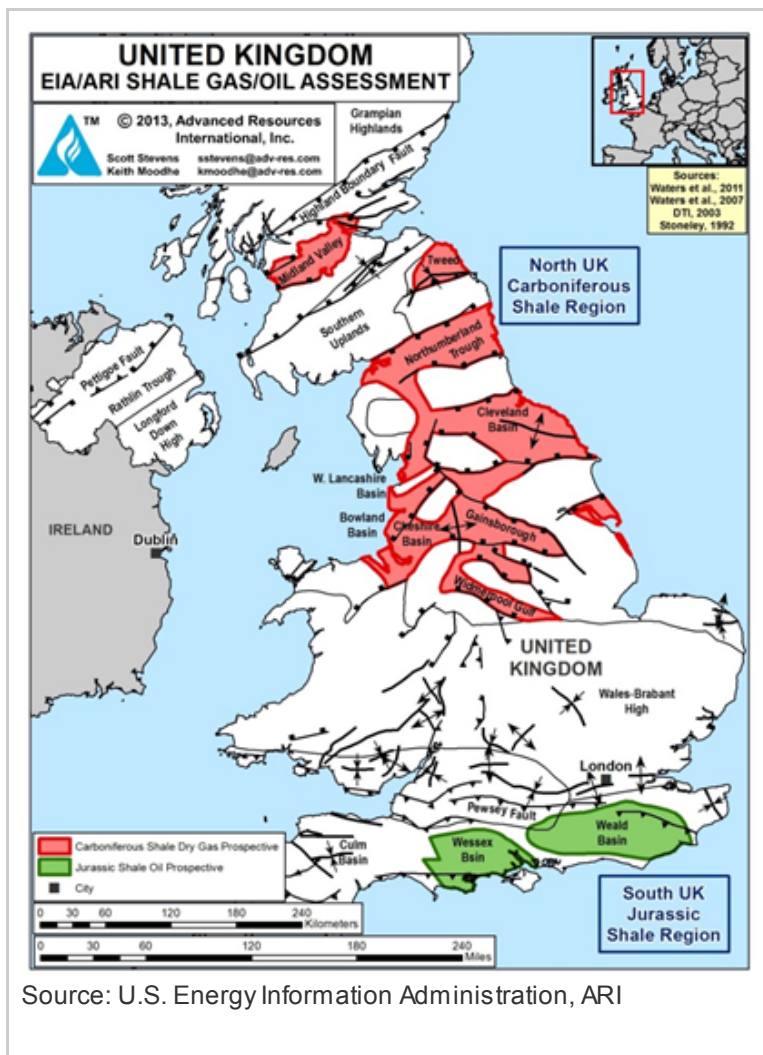 UNITED KINGDOM
EIA/ARI SHALE GAS/OIL ASSESSMENT
TM
© 2013, Advanced Resources
International, Inc.
Scott Stevens sstevens@adv-res.com
Keith Moodhe kmoodhe@adv-res.com
Grampian
Highlands
Highland Boundary Fault
Sources:
Waters et al., 2011
Waters et al., 2007
DTI, 2003
Stoneley, 1992
Midland Valley
Tweed
North UK
Carboniferous
Shale Region
Southern
Uplands
Northumberland
Trough
Pettigoe Fault
Rathlin Trough
Longford
Down
High
Cleveland
Basin
W. Lancashire
Basin
Bowland
Basin
Cheshire
Basin
Gainsborough
IRELAND
Dublin
Widmerpool Gulf
UNITED
KINGDOM
Wales-Brabant
High
London
Pewsey Fault
Culm
Basin
Wessex
Bsin
Weald
Basin
Carboniferous Shale Dry Gas Prospective
Jurassic Shale Oil Prospective
City
South UK
Jurassic
Shale Region
0 30 60 120 180 240
Kilometers
0 30 60 120 180 240
Miles
Source: U.S. Energy Information Administration, ARI